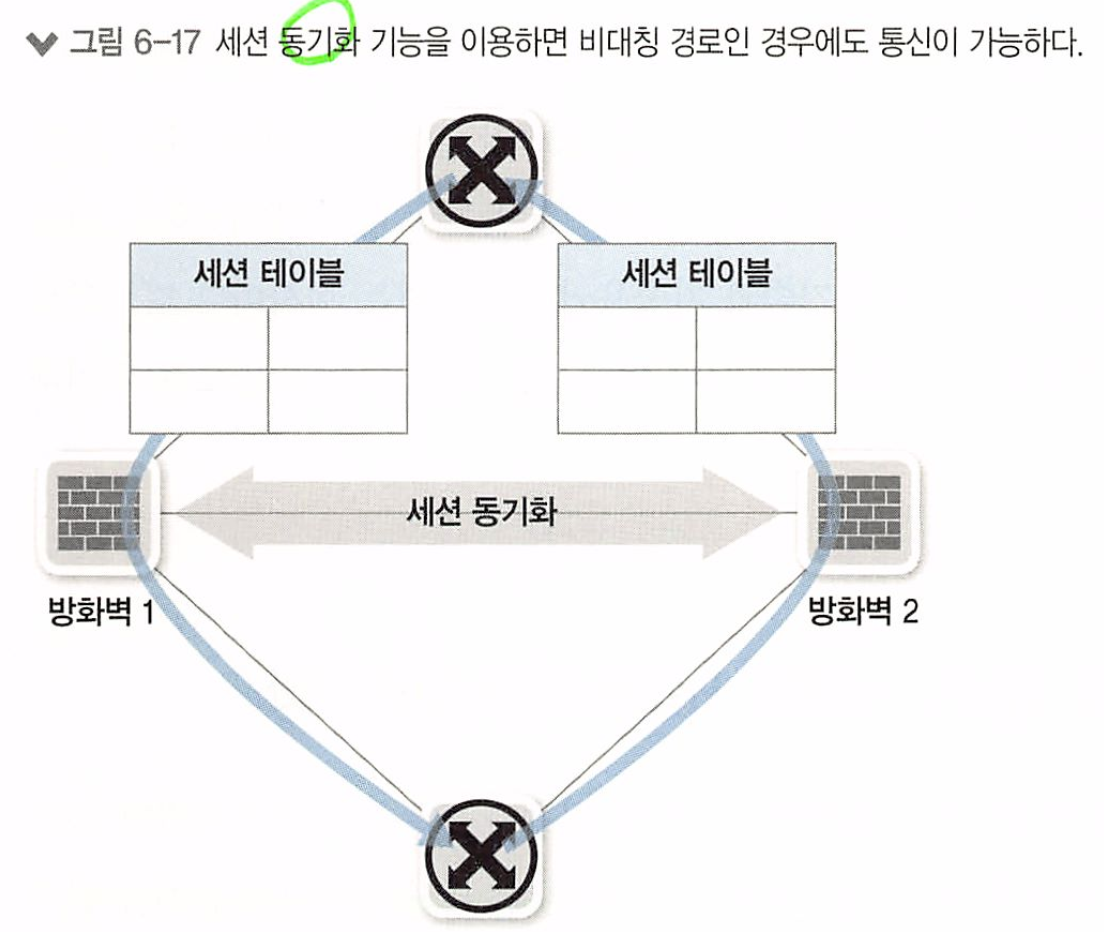 그림 6-17 세션 동기화 기능을 이용하면 비대칭 경로인 경우에도 통신이 가능하다.
세션 테이블
세션 테이블
세션 동기화
방화벽 1
방화벽 2